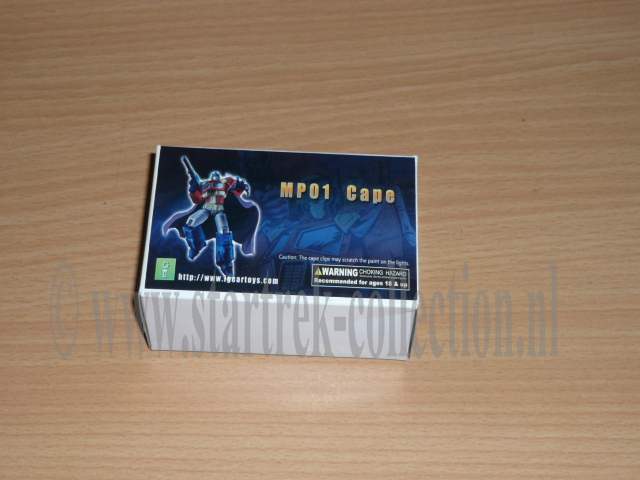 MP01 Cape
Caution: The cape clips may scratch the paint on the lights.
WARNING CHOKING HAZARD
Recommended for ages 18 & up
http://www.igeartoys.com
© www.startrek-collection.nl